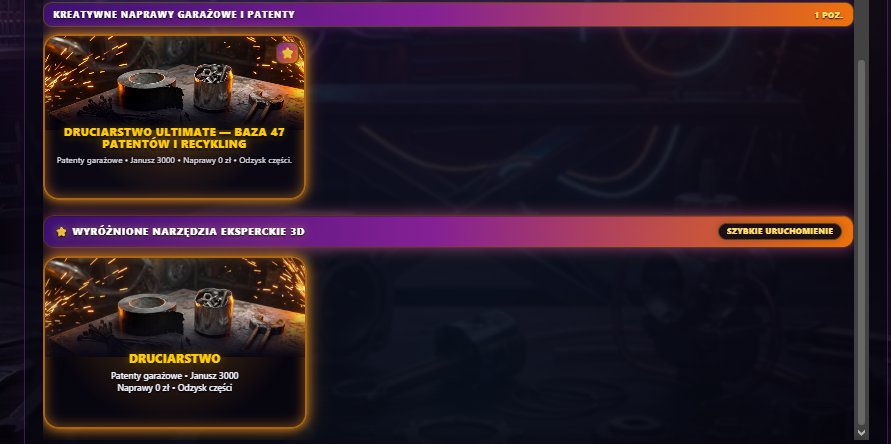 KREATYWNE NAPRAWY GARAŻOWE I PATENTY
1 POZ.
DRUCIARSTWO ULTIMATE — BAZA 47
PATENTÓW I RECYKLING
Patenty garażowe • Janusz 3000 • Naprawy 0 zł • Odzysk części.
WYRÓŻNIONE NARZĘDZIA EKSPERCKIE 3D
SZYBKIE URUCHOMIENIE
DRUCIARSTWO
Patenty garażowe • Janusz 3000
Naprawy 0 zł • Odzysk części